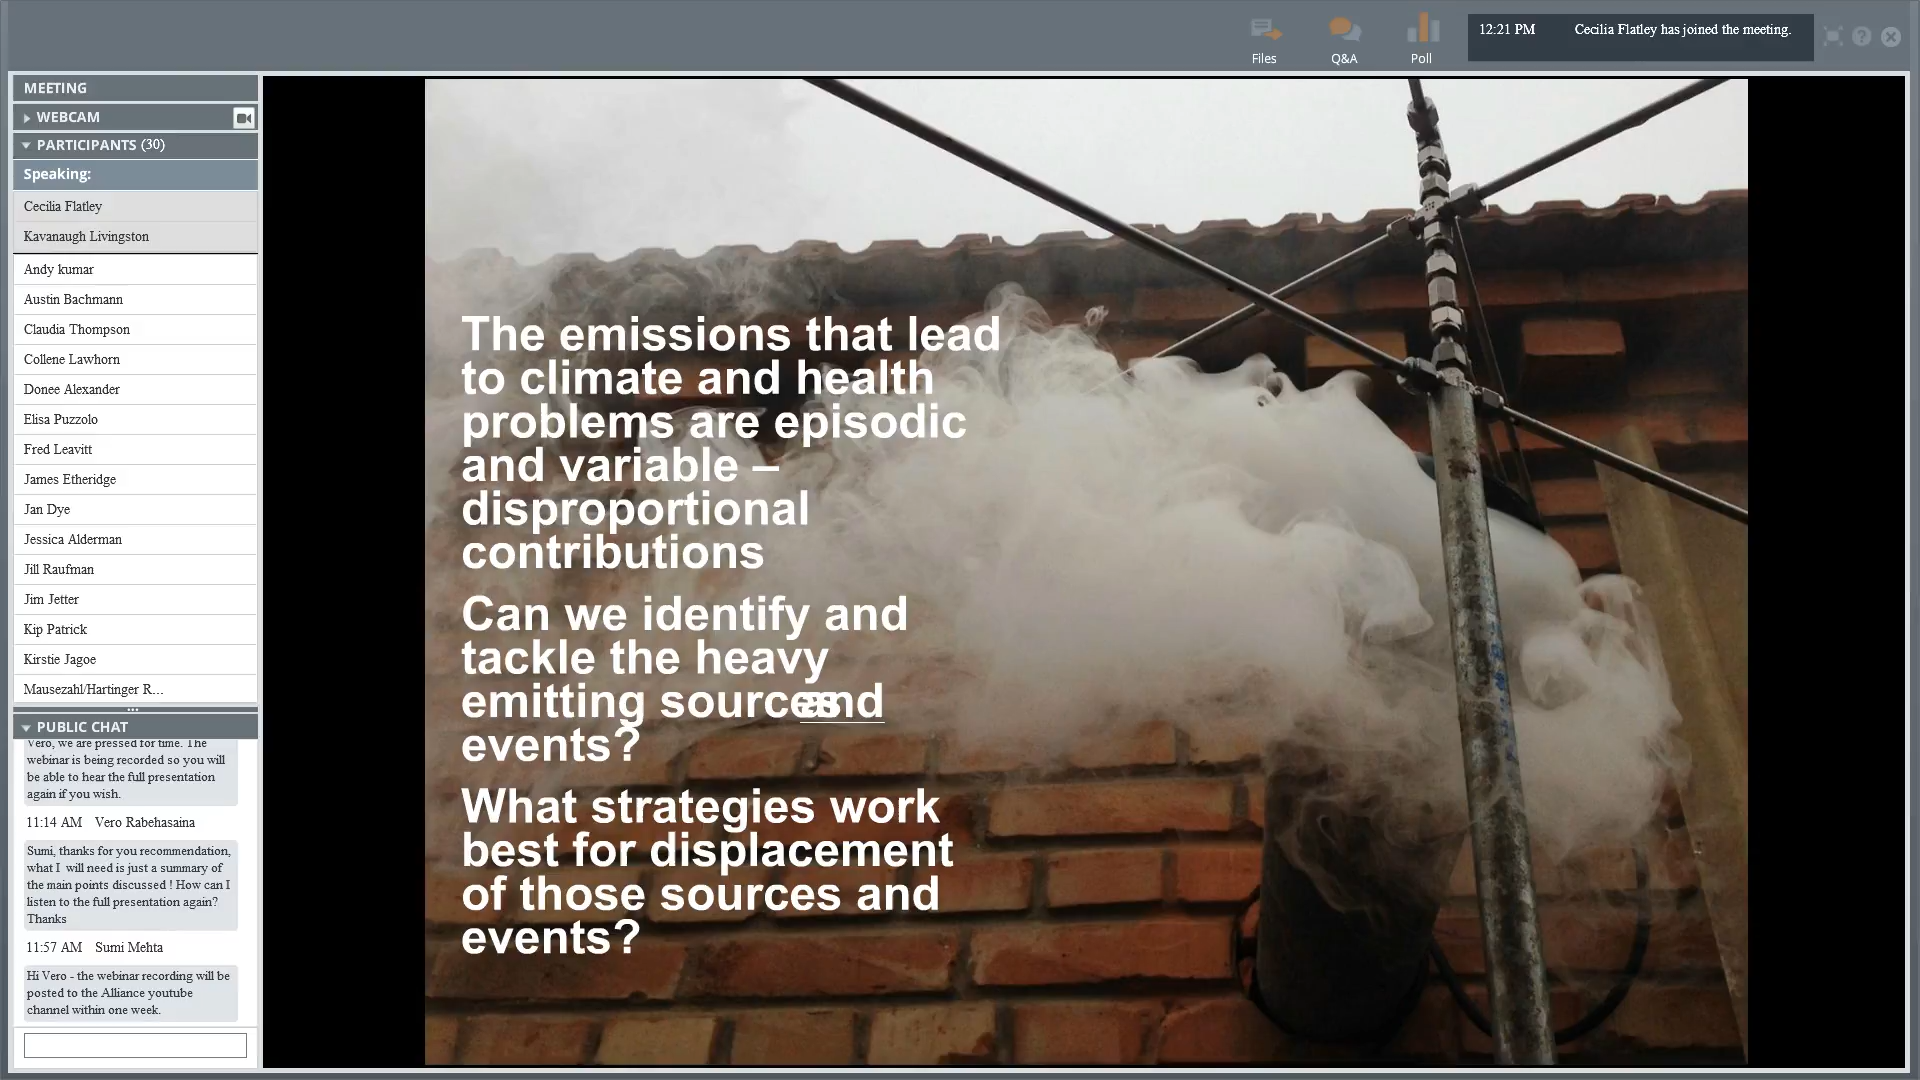 Files
Q&A
Poll
12:21 PM Cecilia Flatley has joined the meeting.
MEETING
WEBCAM
PARTICIPANTS (30)
Speaking:
Cecilia Flatley
Kavanaugh Livingston
Andy kumar
Austin Bachmann
Claudia Thompson
Collene Lawhorn
Donee Alexander
Elisa Puzzolo
Fred Leavitt
James Etheridge
Jan Dye
Jessica Alderman
Jill Raufman
Jim Jetter
Kip Patrick
Kirstie Jagoe
Mausezahl/Hartinger R...
PUBLIC CHAT
Vero, we are pressed for time. The
webinar is being recorded so you will
be able to hear the full presentation
again if you wish.
11:14 AM Vero Rabehasaina
Sumi, thanks for you recommendation,
what I will need is just a summary of
the main points discussed ! How can I
listen to the full presentation again?
Thanks
11:57 AM Sumi Mehta
Hi Vero - the webinar recording will be
posted to the Alliance youtube
channel within one week.
The emissions that lead
to climate and health
problems are episodic
and variable –
disproportional
contributions
Can we identify and
tackle the heavy
emitting sources and
events?
What strategies work
best for displacement
of those sources and
events?